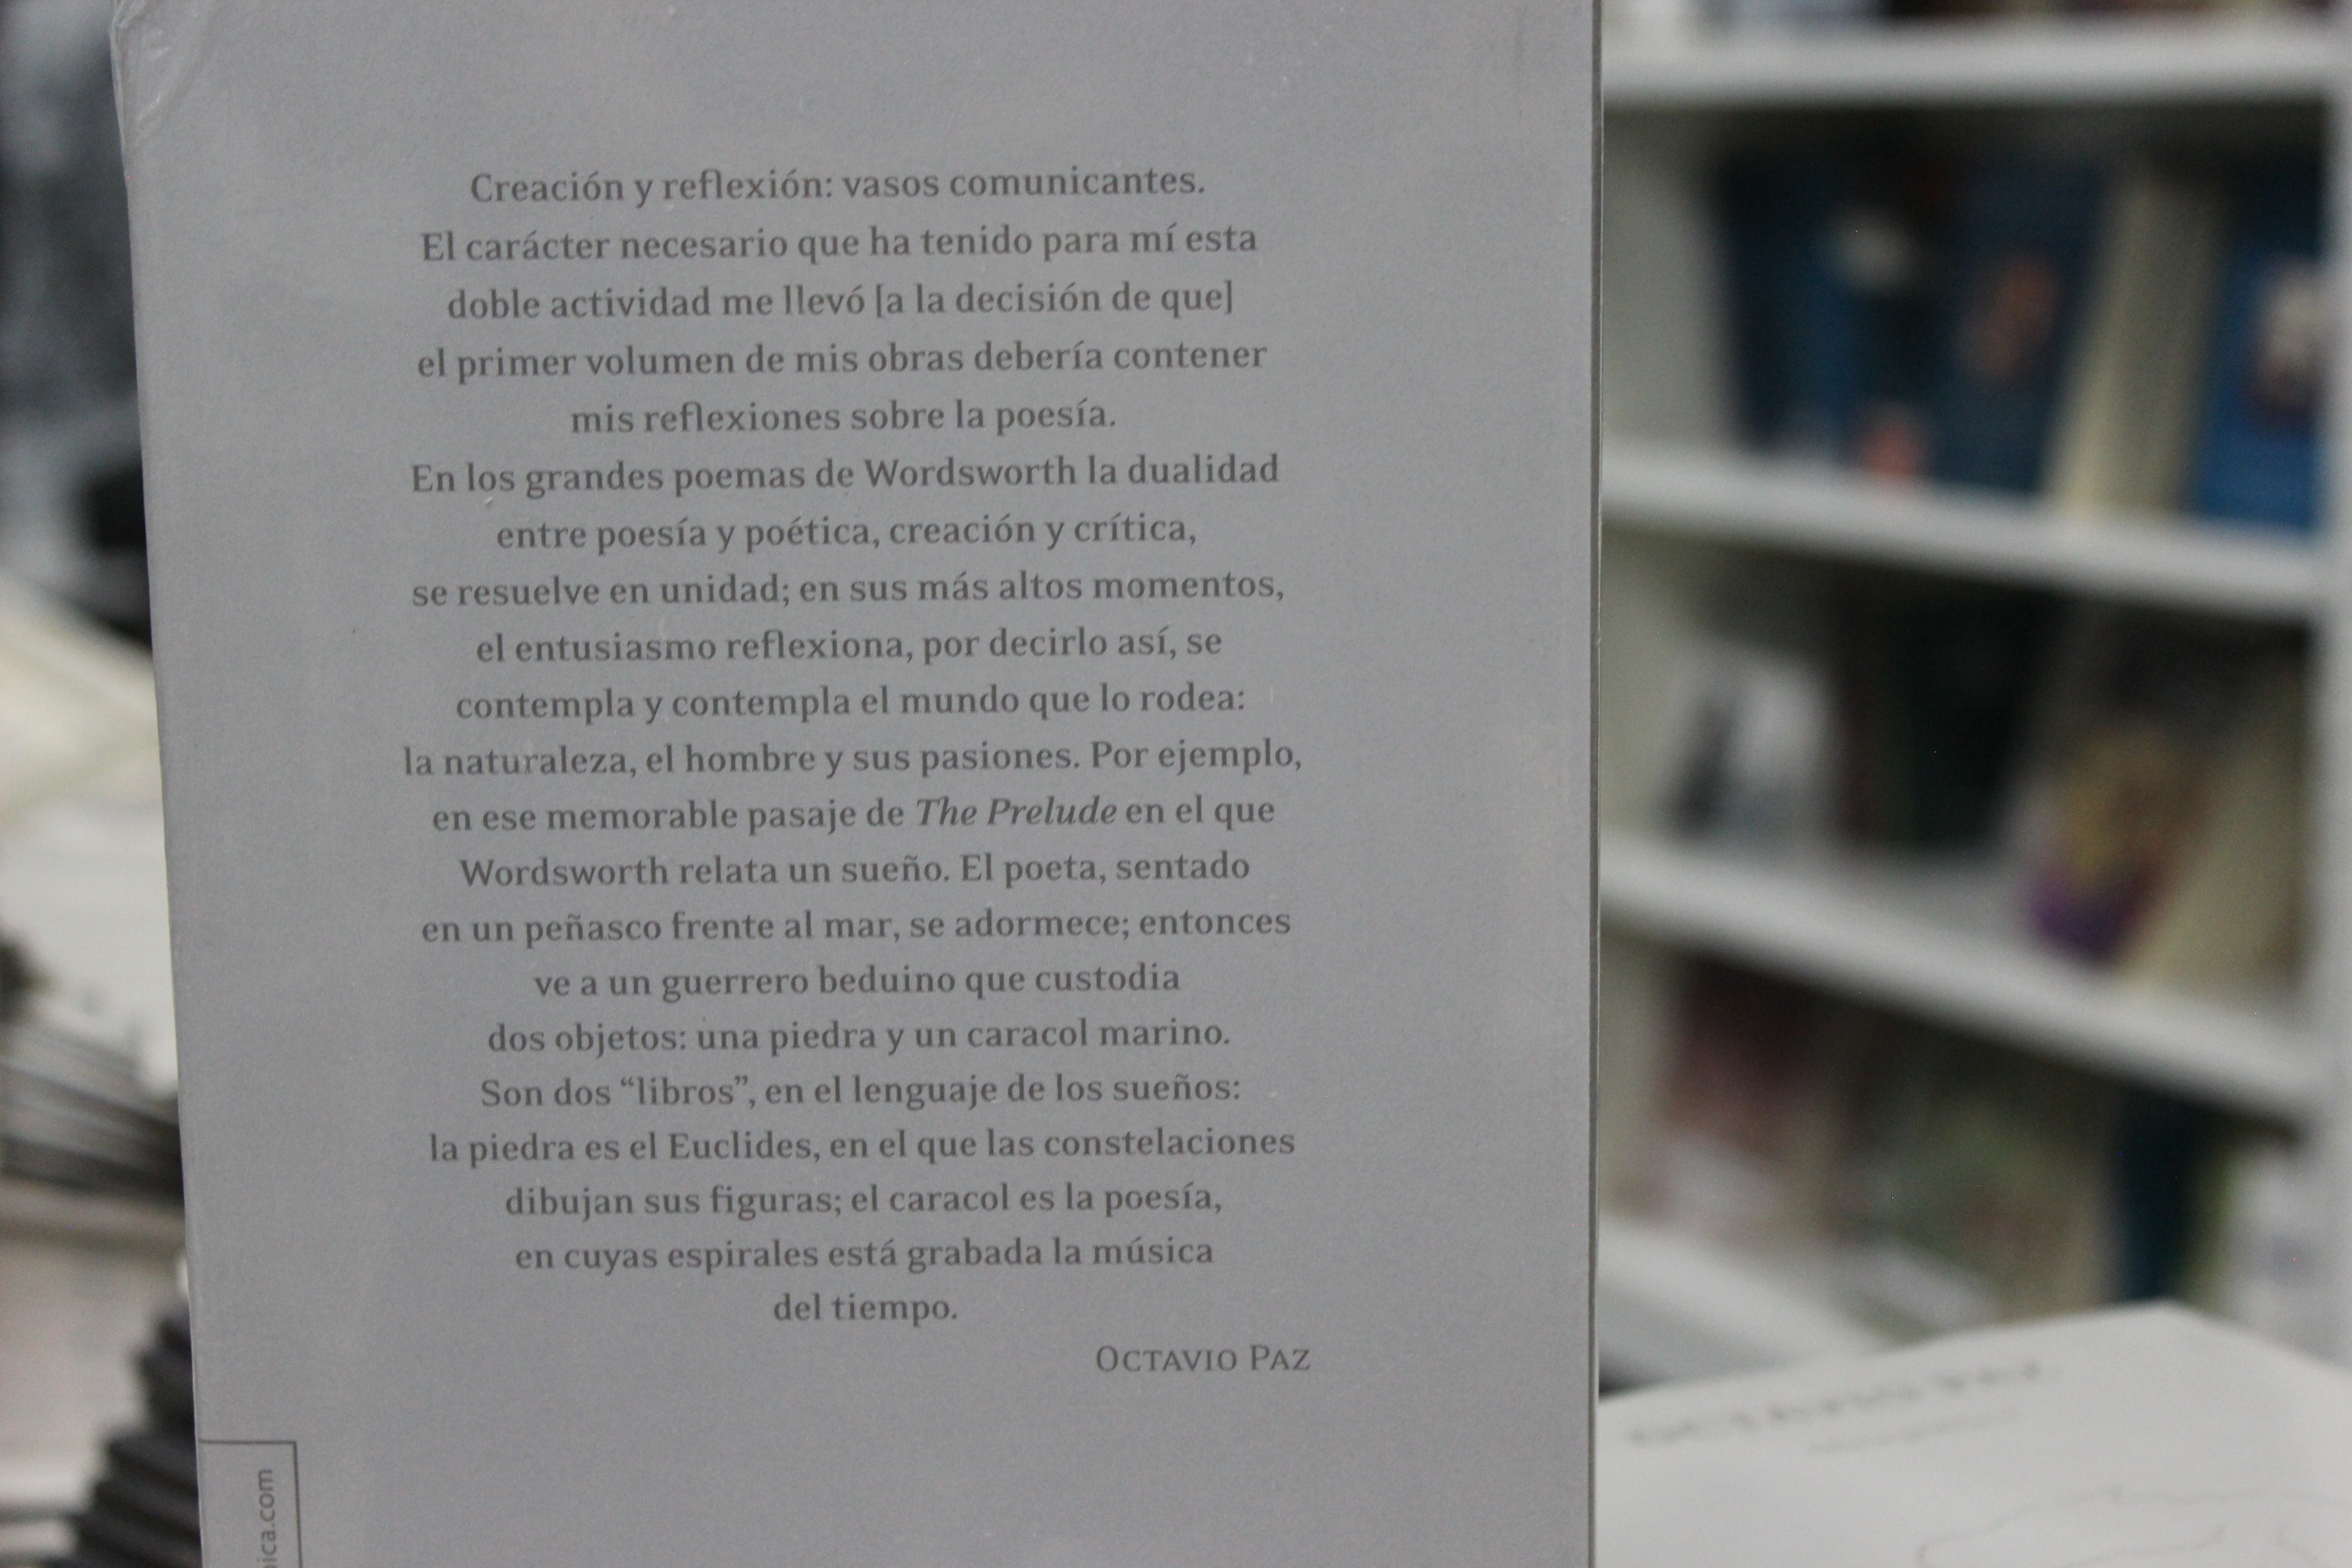 Creación y reflexión: vasos comunicantes.
El carácter necesario que ha tenido para mí esta
doble actividad me llevó [a la decisión de que]
el primer volumen de mis obras debería contener
mis reflexiones sobre la poesía.
En los grandes poemas de Wordsworth la dualidad
entre poesía y poética, creación y crítica,
se resuelve en unidad; en sus más altos momentos,
el entusiasmo reflexiona, por decirlo así, se
contempla y contempla el mundo que lo rodea:
la naturaleza, el hombre y sus pasiones. Por ejemplo,
en ese memorable pasaje de The Prelude en el que
Wordsworth relata un sueño. El poeta, sentado
en un peñasco frente al mar, se adormece; entonces
ve a un guerrero beduino que custodia
dos objetos: una piedra y un caracol marino.
Son dos “libros”, en el lenguaje de los sueños:
la piedra es el Euclides, en el que las constelaciones
dibujan sus figuras; el caracol es la poesía,
en cuyas espirales está grabada la música
del tiempo.
OCTAVIO PAZ
ica.com